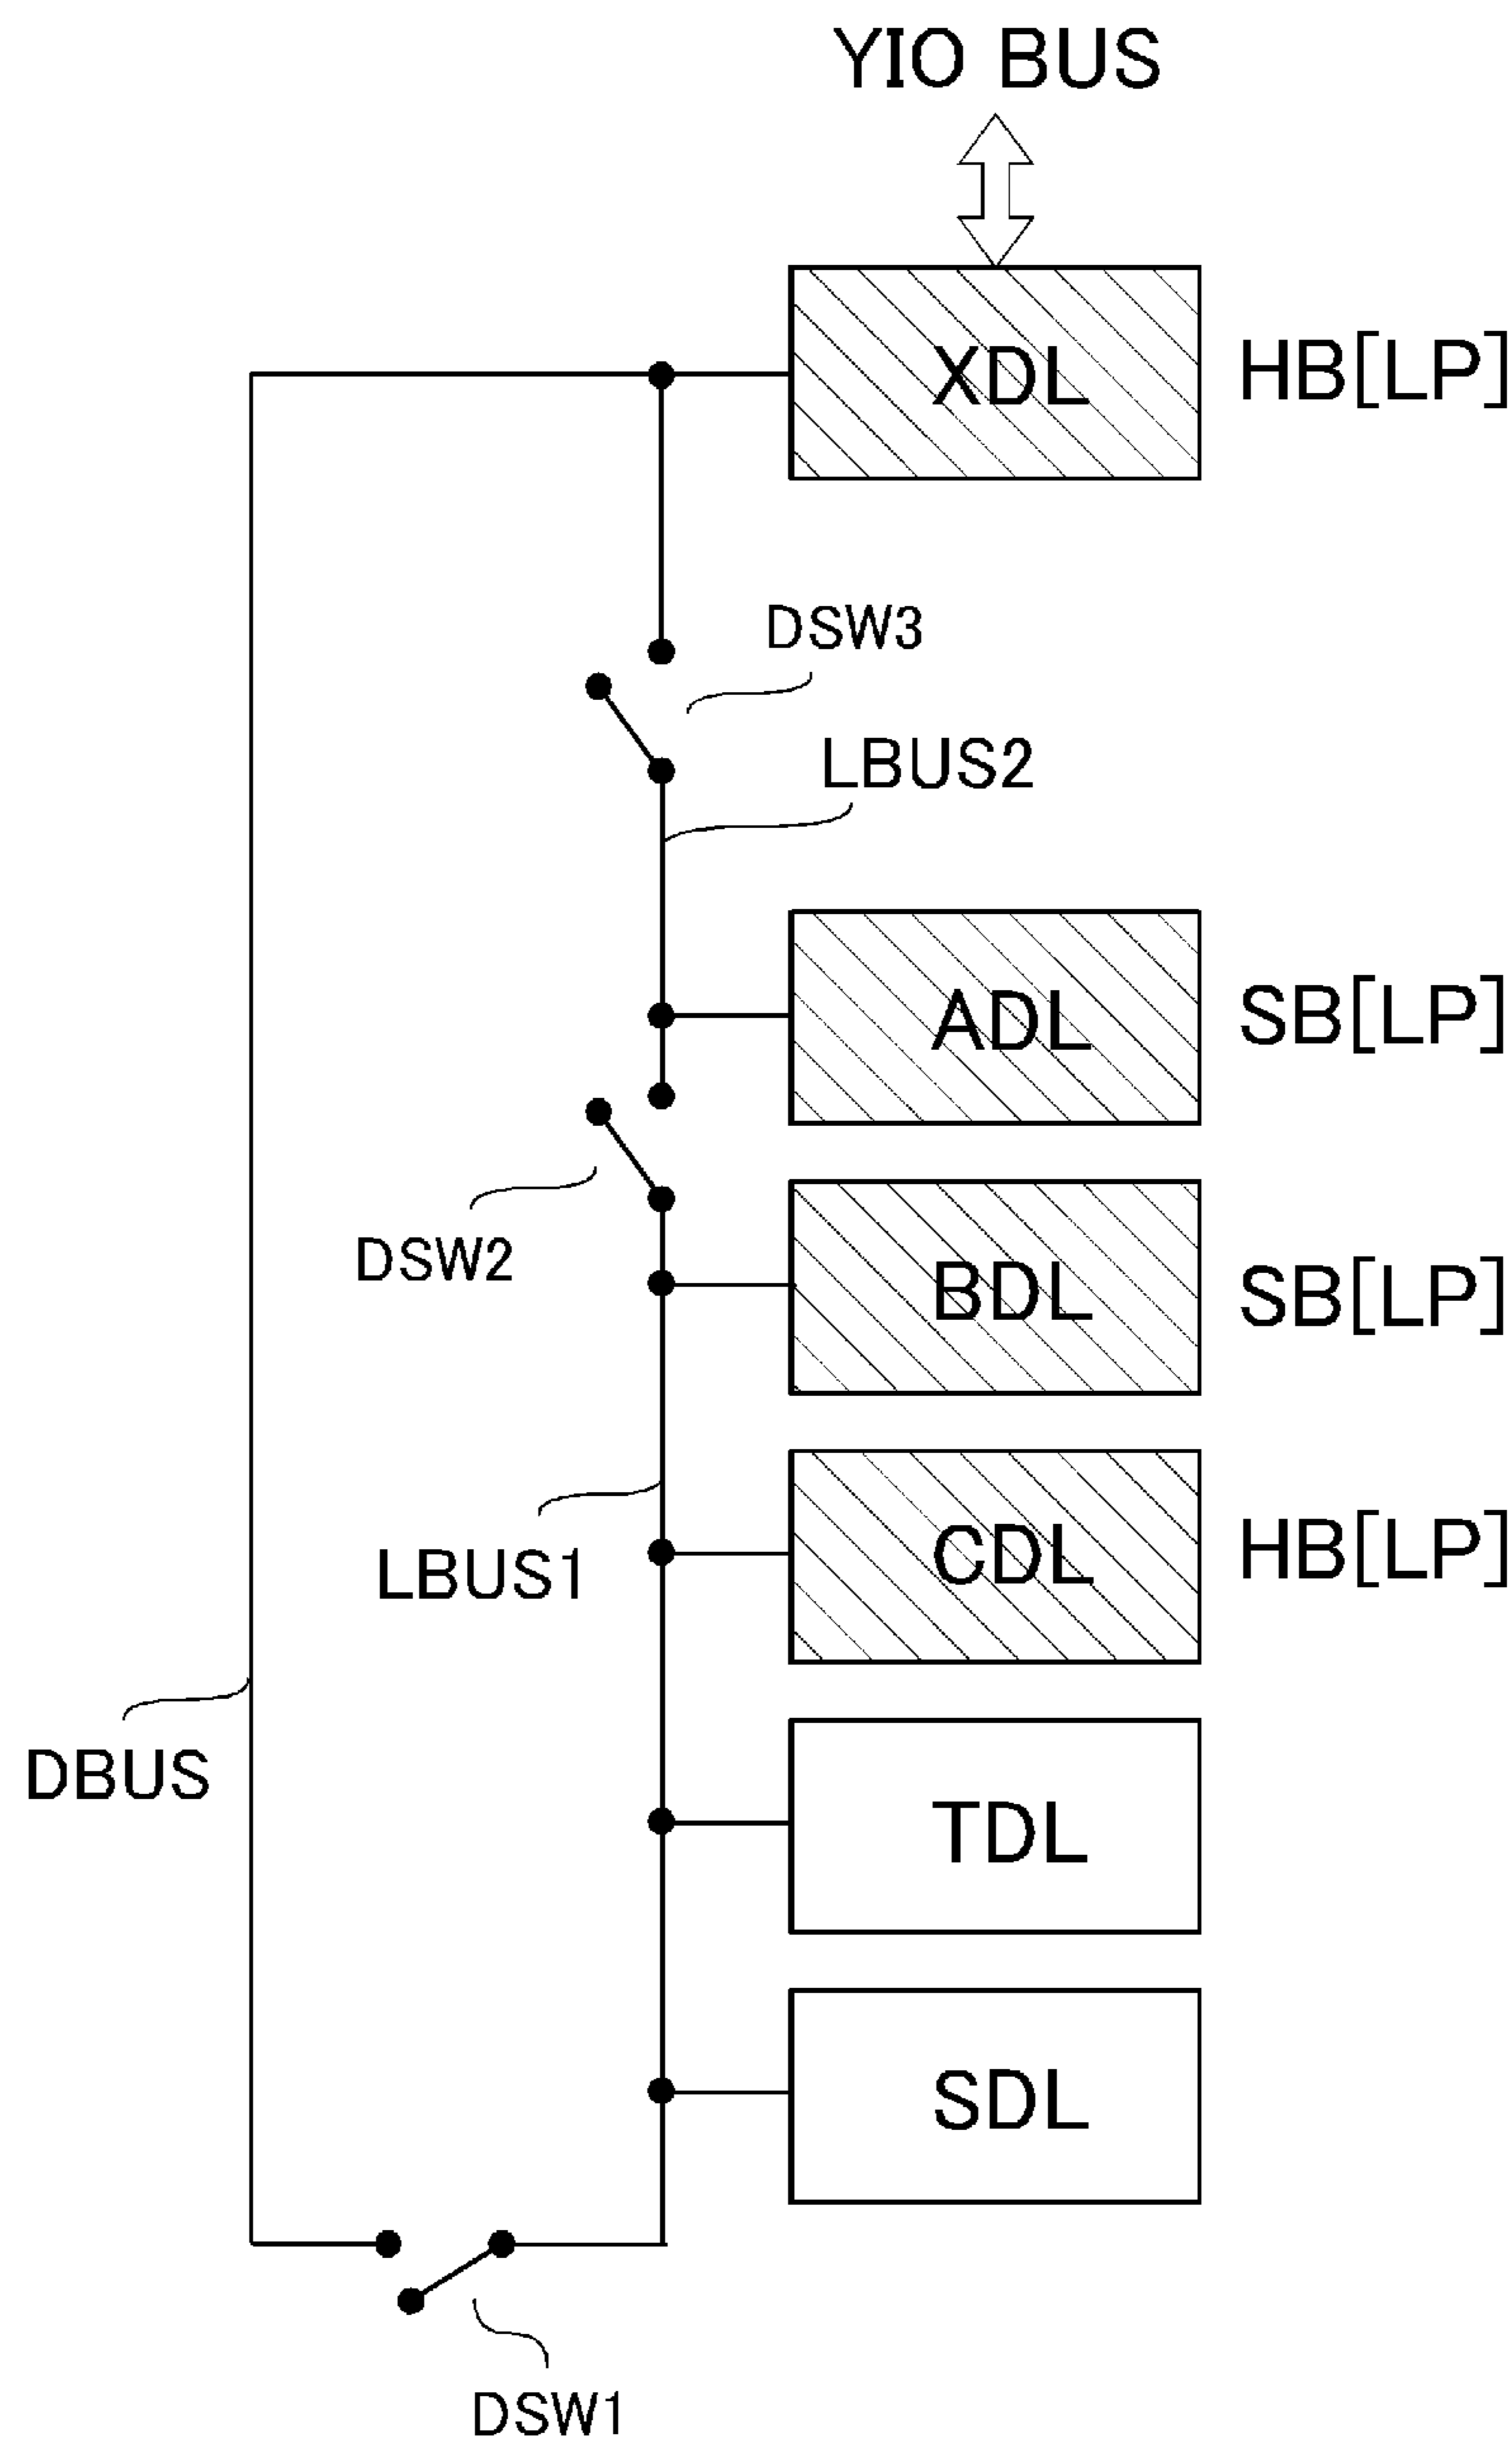 YIO BUS
XDL HB[LP]
DSW3
LBUS2
ADL SB[LP]
DSW2
BDL SB[LP]
LBUS1
CDL HB[LP]
DBUS
TDL
SDL
DSW1